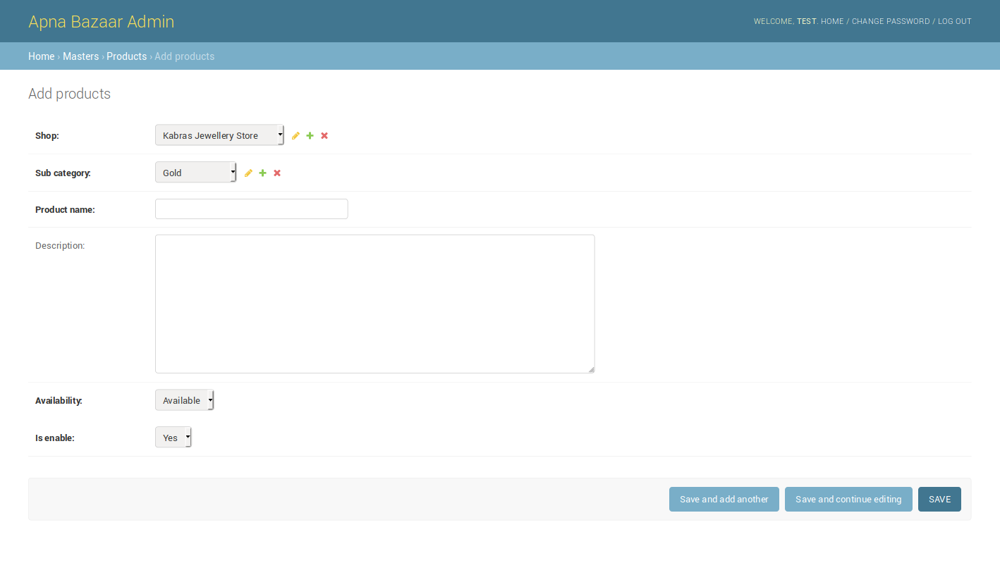 Apna Bazaar Admin
WELCOME, TEST. HOME / CHANGE PASSWORD / LOG OUT
Home › Masters › Products › Add products
Add products
Shop: Kabras Jewellery Store
Sub category: Gold
Product name:
Description:
Availability: Available
Is enable: Yes
Save and add another Save and continue editing SAVE